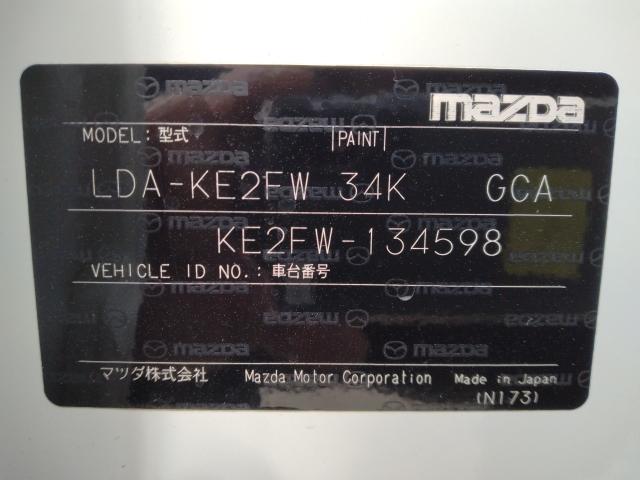 mazda
MODEL: 型式 PAINT
LDA-KE2FW 34K GCA
KE2FW-134598
VEHICLE ID NO.: 車台番号
マツダ株式会社 Mazda Motor Corporation Made in Japan
(N173)